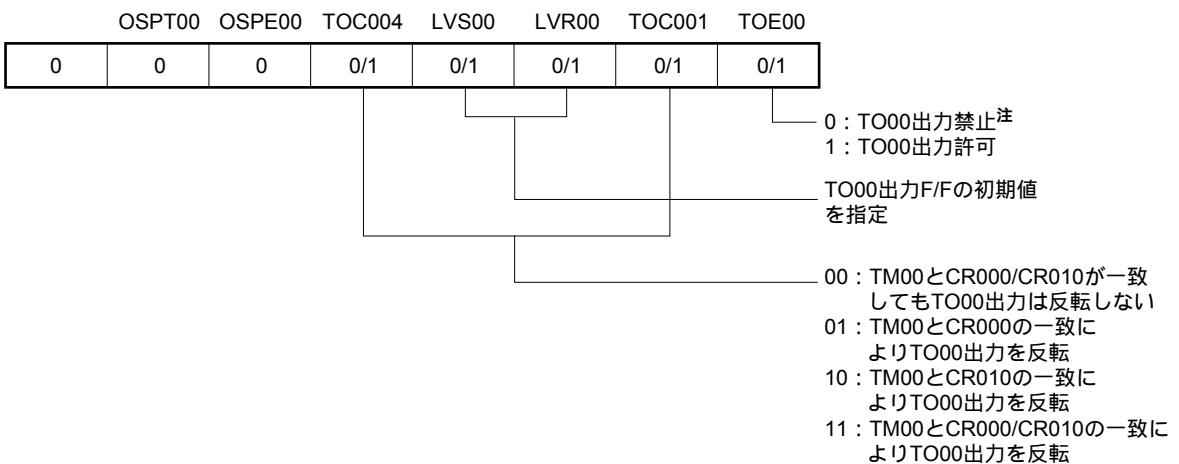 OSPT00 OSPE00 TOC004 LVS00 LVR00 TOC001 TOE00
0 0 0 0/1 0/1 0/1 0/1 0/1
0：TO00出力禁止注
1：TO00出力許可
TO00出力F/Fの初期値
を指定
00：TM00とCR000/CR010が一致
してもTO00出力は反転しない
01：TM00とCR000の一致に
よりTO00出力を反転
10：TM00とCR010の一致に
よりTO00出力を反転
11：TM00とCR000/CR010の一致に
よりTO00出力を反転